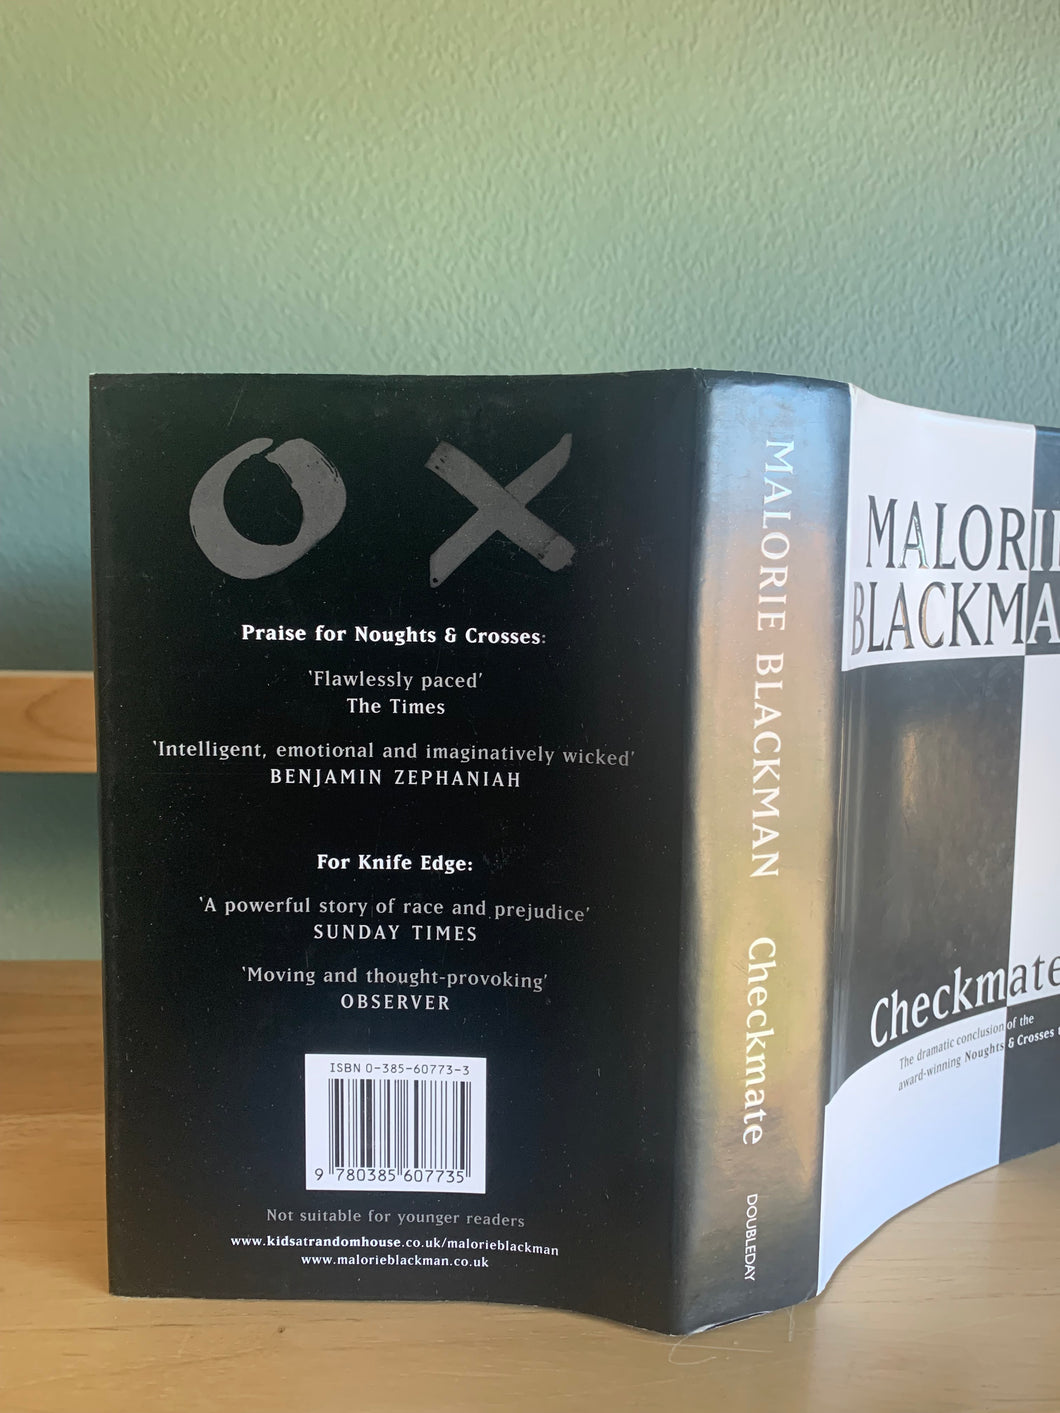 Praise for Noughts & Crosses:
'Flawlessly paced'
The Times
'Intelligent, emotional and imaginatively wicked'
BENJAMIN ZEPHANIAH
For Knife Edge:
'A powerful story of race and prejudice'
SUNDAY TIMES
'Moving and thought-provoking'
OBSERVER
ISBN 0-385-60773-3
9 780385 607735
Not suitable for younger readers
www.kidsatrandomhouse.co.uk/malorieblackman
www.malorieblackman.co.uk
MALORIE BLACKMAN Checkmate DOUBLEDAY
MALORIE
BLACKMA
Checkmate
The dramatic conclusion of the
award-winning Noughts & Crosses